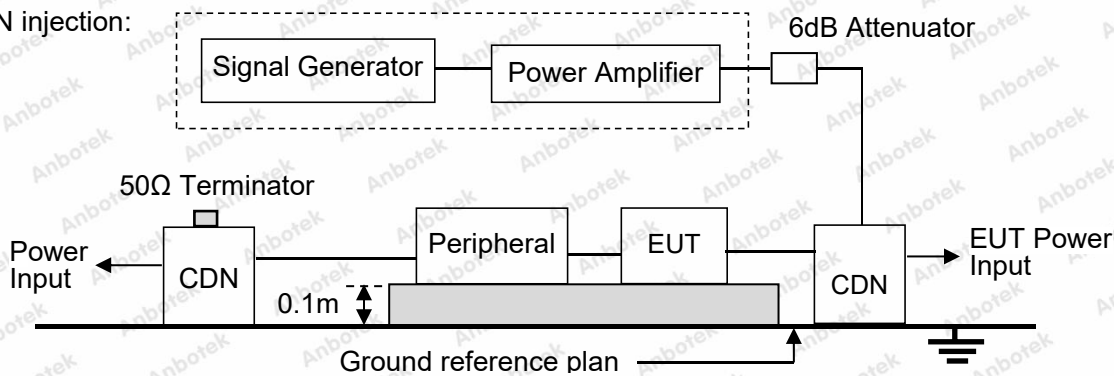 N injection:
6dB Attenuator
Signal Generator
Power Amplifier
50Ω Terminator
Power
Input
CDN
Peripheral
EUT
CDN
EUT Power
Input
0.1m
Ground reference plan
Anbotek